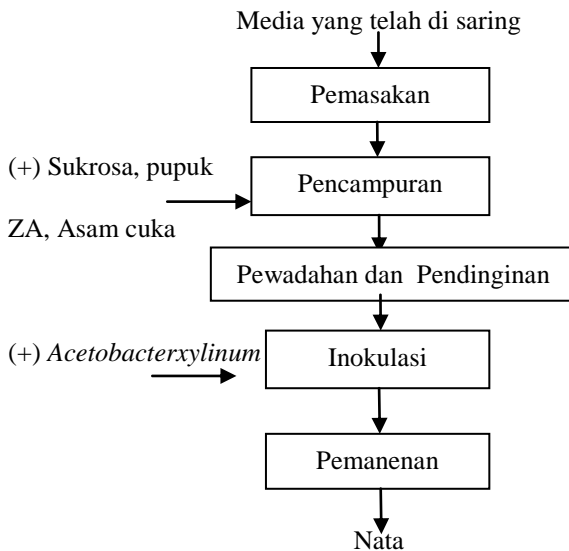 Media yang telah di saring
Pemasakan
(+) Sukrosa, pupuk
Pencampuran
ZA, Asam cuka
Pewadahan dan Pendinginan
(+) Acetobacterxylinum
Inokulasi
Pemanenan
Nata